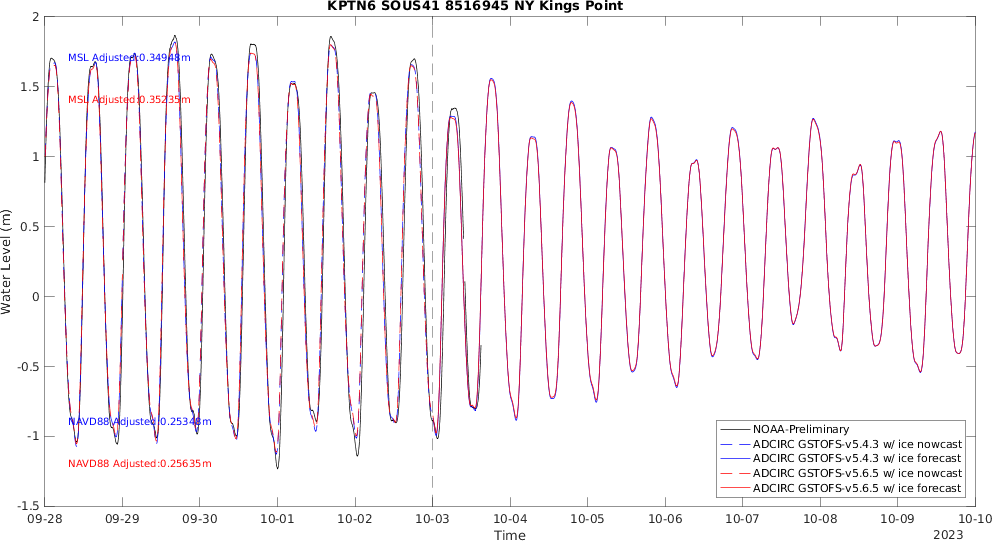 KPTN6 SOUS41 8516945 NY Kings Point
2
1.5
1
0.5
0
-0.5
-1
-1.5
Water Level (m)
MSL Adjusted:0.34948m
MSL Adjusted:0.35235m
NAVD88 Adjusted:0.25348m
NAVD88 Adjusted:0.25635m
NOAA-Preliminary
ADCIRC GSTOFS-v5.4.3 w/ ice nowcast
ADCIRC GSTOFS-v5.4.3 w/ ice forecast
ADCIRC GSTOFS-v5.6.5 w/ ice nowcast
ADCIRC GSTOFS-v5.6.5 w/ ice forecast
09-28 09-29 09-30 10-01 10-02 10-03 10-04 10-05 10-06 10-07 10-08 10-09 10-10
Time
2023